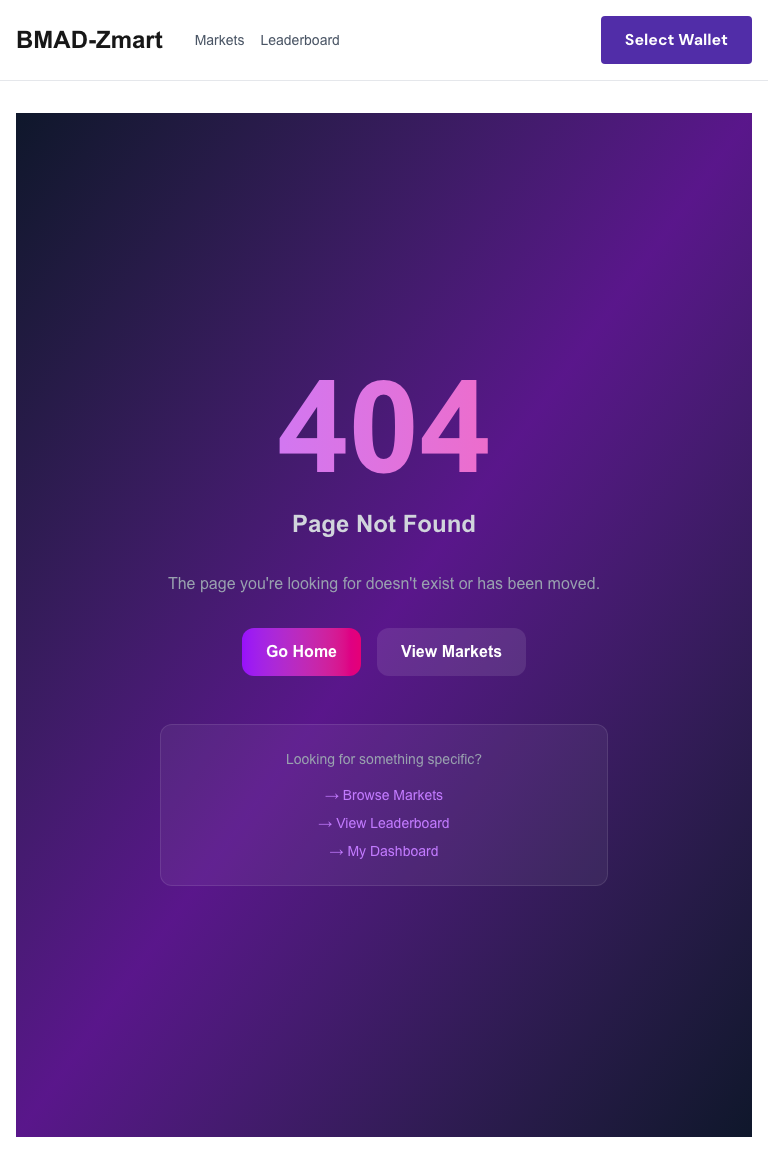 BMAD-Zmart
Markets
Leaderboard
Select Wallet
404
Page Not Found
The page you're looking for doesn't exist or has been moved.
Go Home
View Markets
Looking for something specific?
→ Browse Markets
→ View Leaderboard
→ My Dashboard